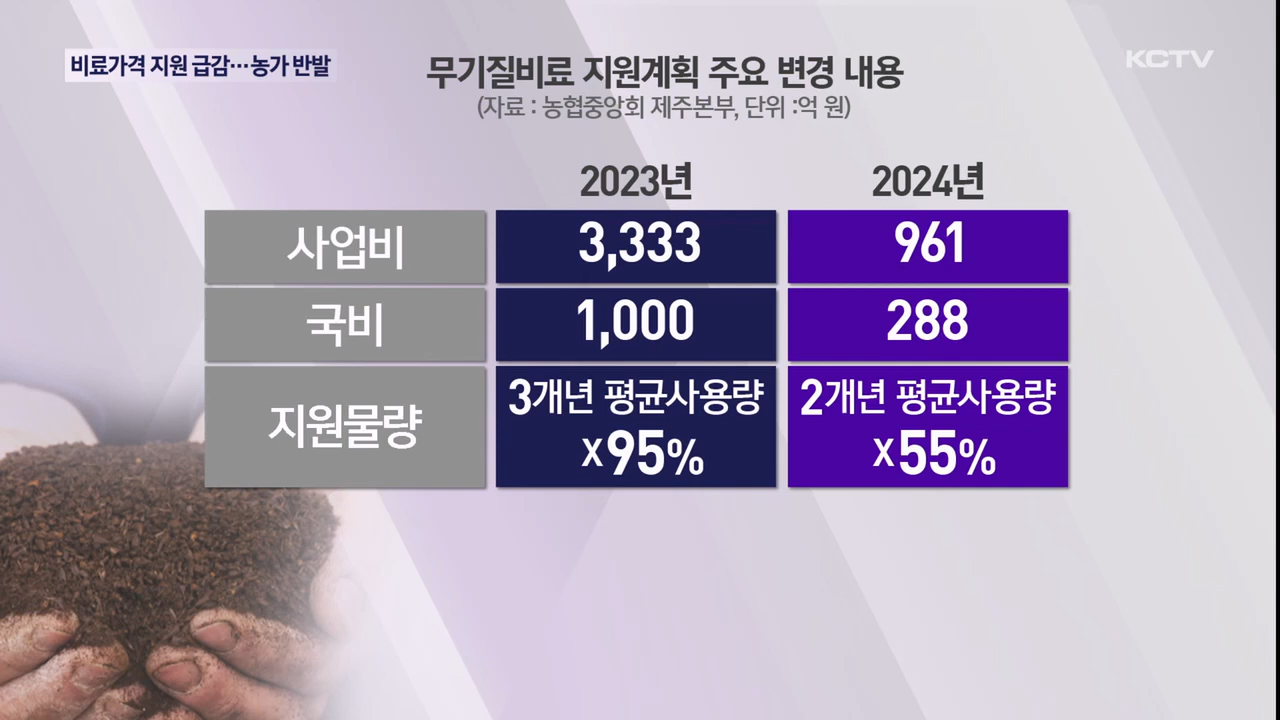 비료가격 지원 급감…농가 반발
KCTV
무기질비료 지원계획 주요 변경 내용
(자료 : 농협중앙회 제주본부, 단위 :억 원)
2023년 2024년
사업비 3,333 961
국비 1,000 288
지원물량 3개년 평균사용량 x95% 2개년 평균사용량 x55%